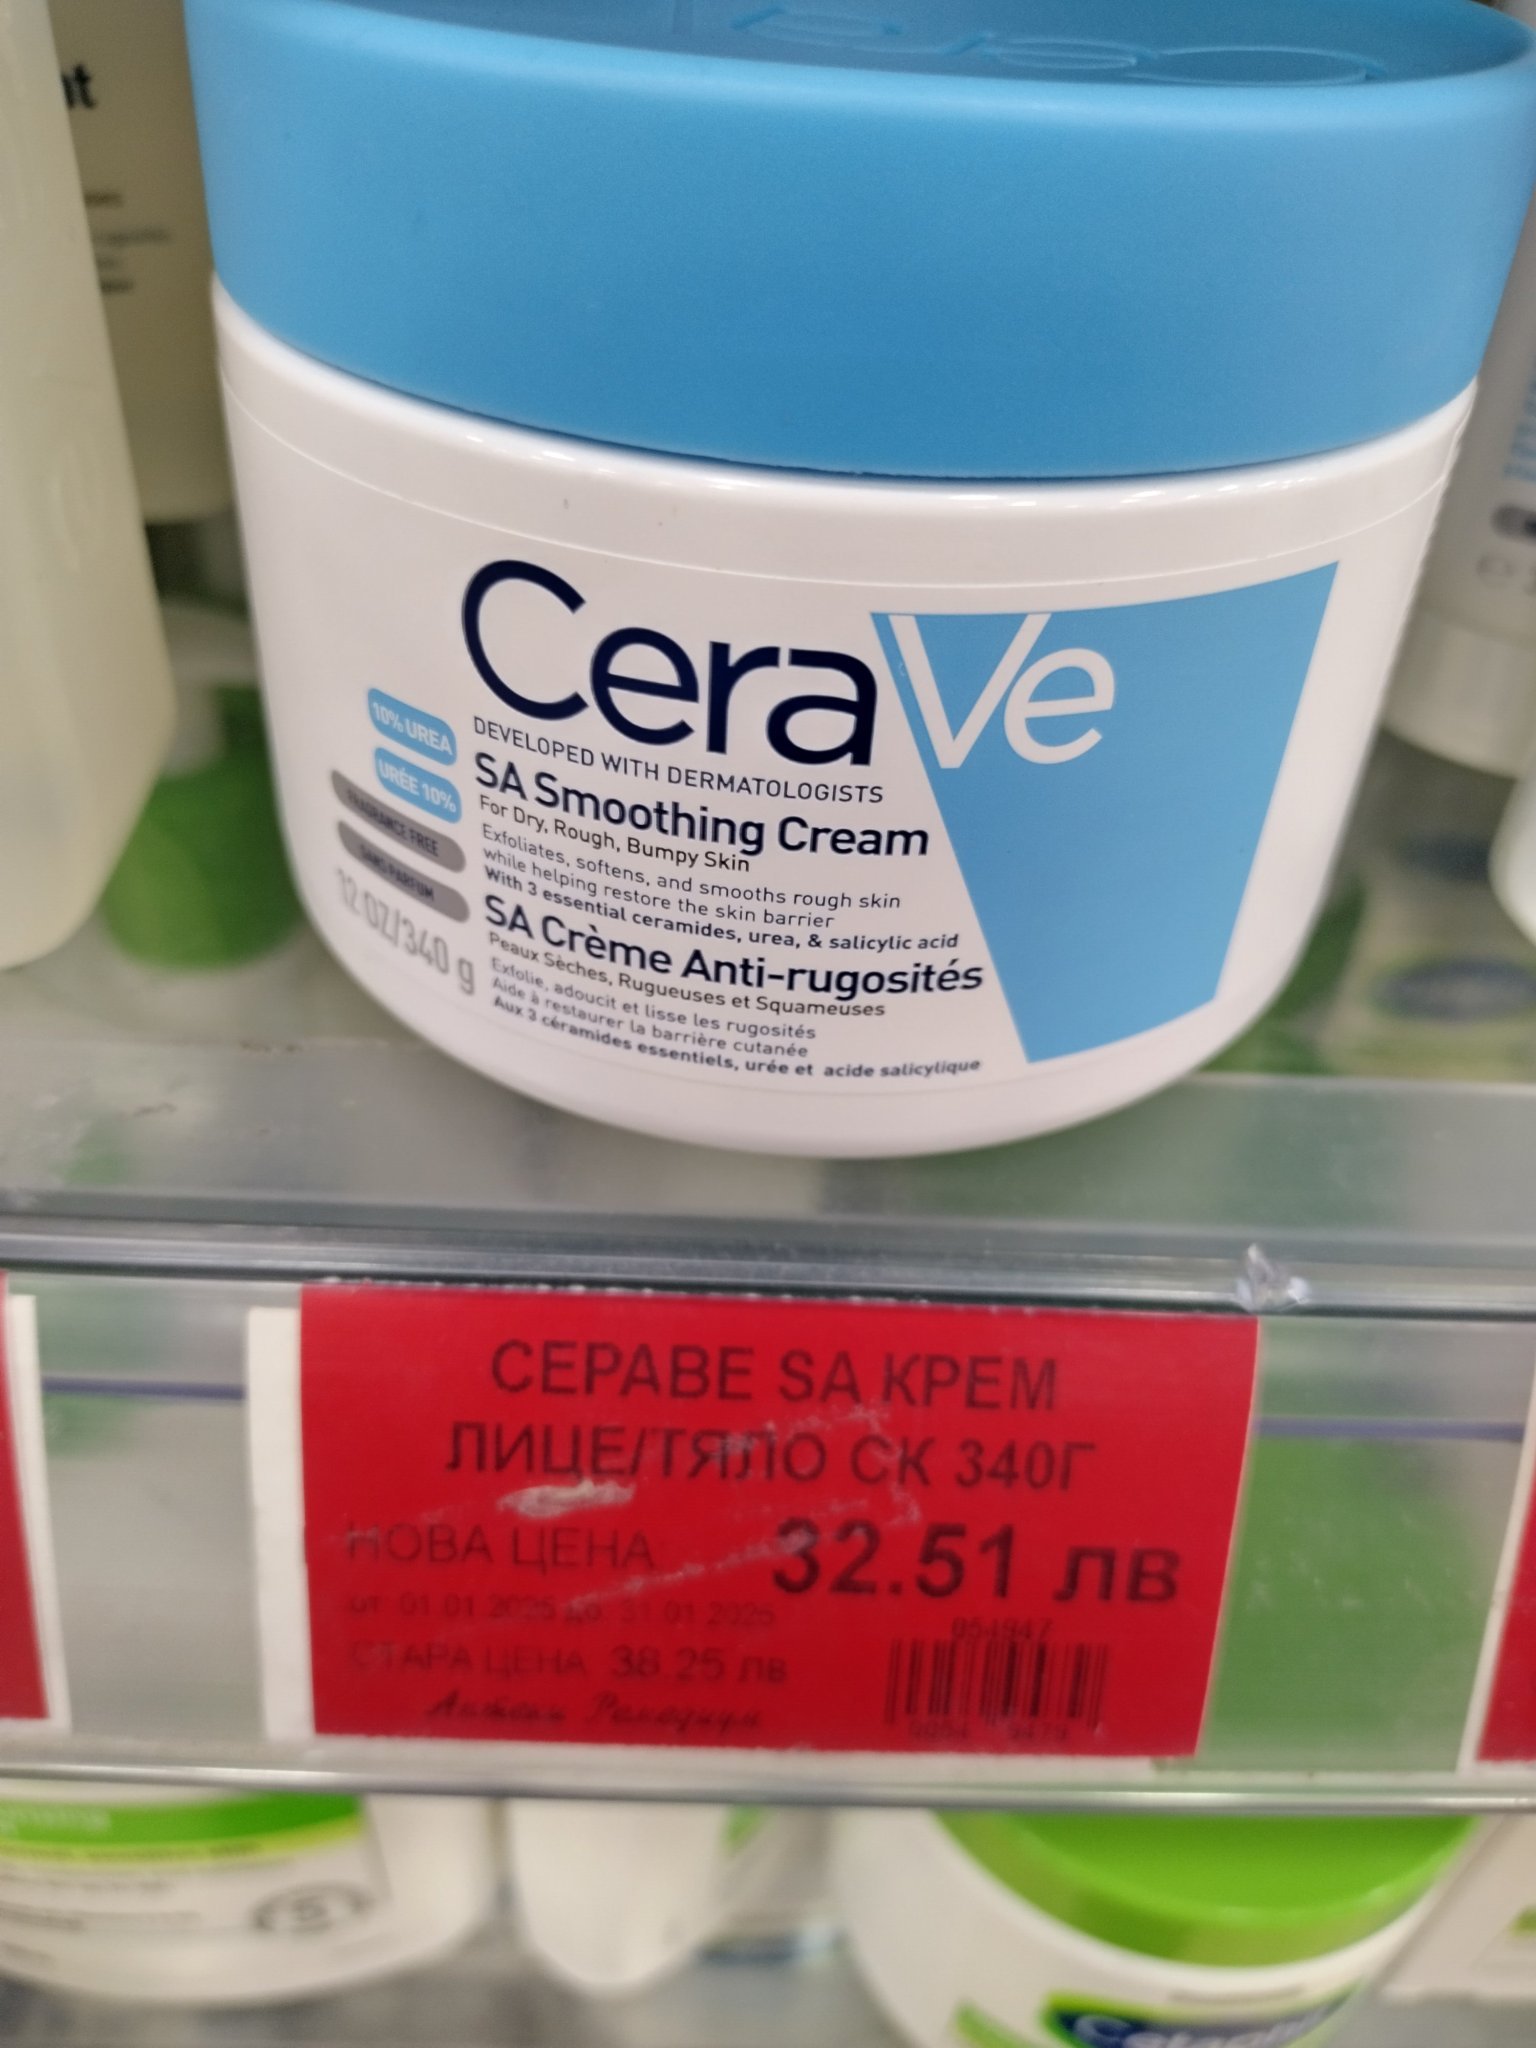 CeraVe
DEVELOPED WITH DERMATOLOGISTS
10% UREA
URÉE 10%
FRAGRANCE FREE
SANS PARFUM
12 OZ/340 g
SA Smoothing Cream
For Dry, Rough, Bumpy Skin
Exfoliates, softens, and smooths rough skin
while helping restore the skin barrier
With 3 essential ceramides, urea, & salicylic acid
SA Crème Anti-rugosités
Peaux Sèches, Rugueuses et Squameuses
Exfolie, adoucit et lisse les rugosités
Aide à restaurer la barrière cutanée
Aux 3 céramides essentiels, urée et acide salicylique
СЕРАВЕ SA КРЕМ
ЛИЦЕ/ТЯЛО СК 340Г
НОВА ЦЕНА 32.51 лв
от 01.01.2025 до 31.01.2025
054947
СТАРА ЦЕНА 38.25 лв